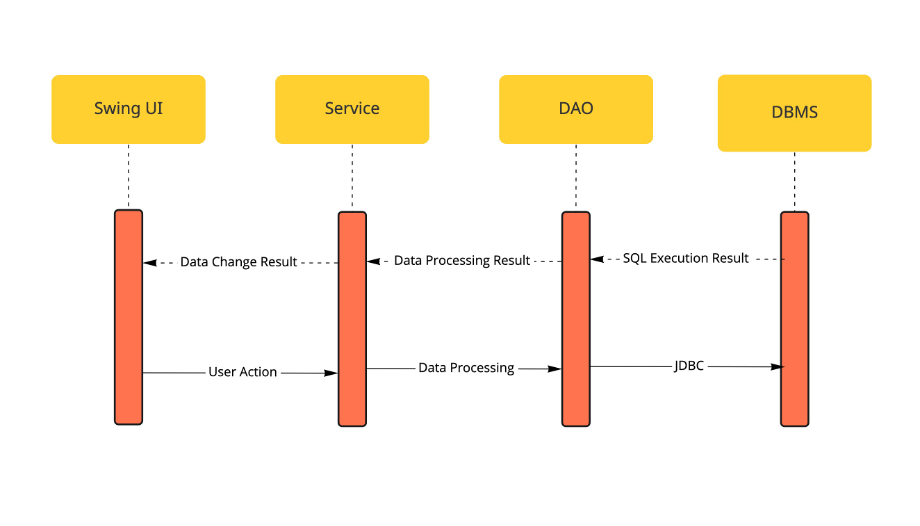 Swing UI
Service
DAO
DBMS
Data Change Result
Data Processing Result
SQL Execution Result
User Action
Data Processing
JDBC